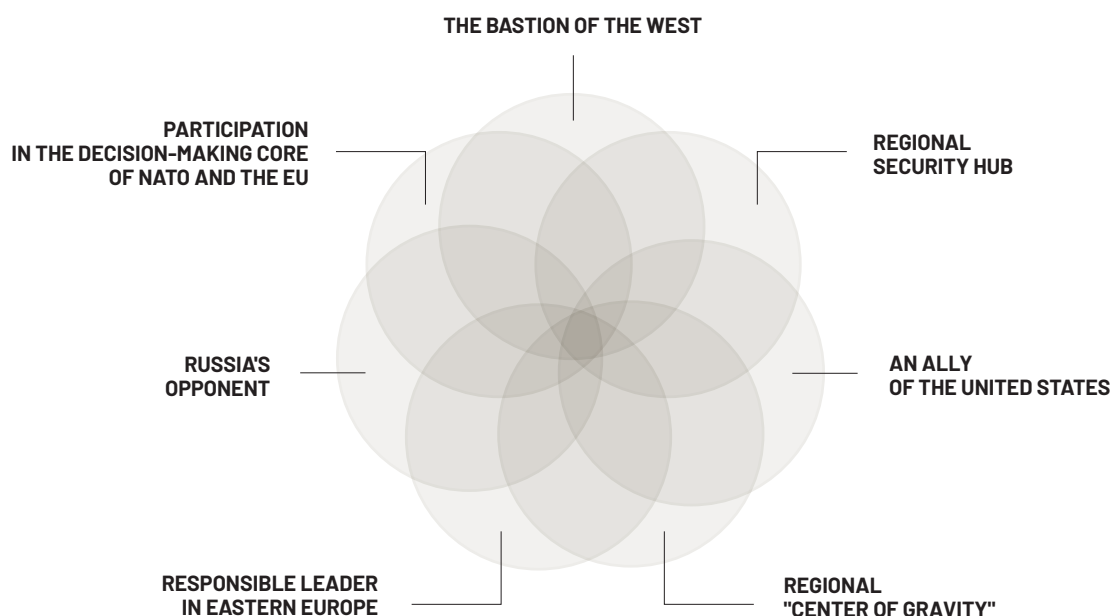 THE BASTION OF THE WEST
PARTICIPATION
IN THE DECISION-MAKING CORE
OF NATO AND THE EU
REGIONAL
SECURITY HUB
RUSSIA'S
OPPONENT
AN ALLY
OF THE UNITED STATES
RESPONSIBLE LEADER
IN EASTERN EUROPE
REGIONAL
"CENTER OF GRAVITY"